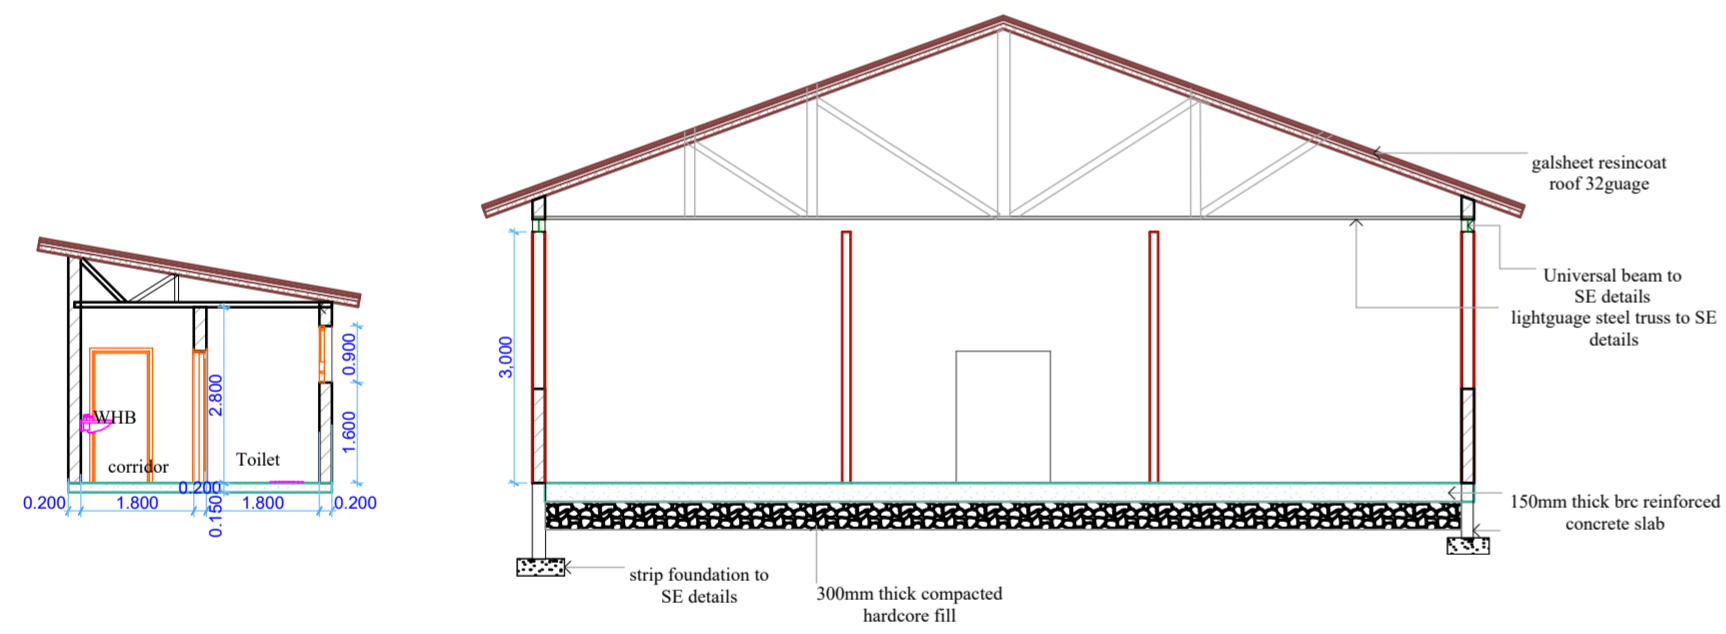 WHB
corridor
Toilet
2.800
0.900
1.600
0.200
1.800
0.200
0.150
1.800
0.200
3,000
galsheet resincoat
roof 32guage
Universal beam to
SE details
lightguage steel truss to SE
details
150mm thick brc reinforced
concrete slab
strip foundation to
SE details
300mm thick compacted
hardcore fill